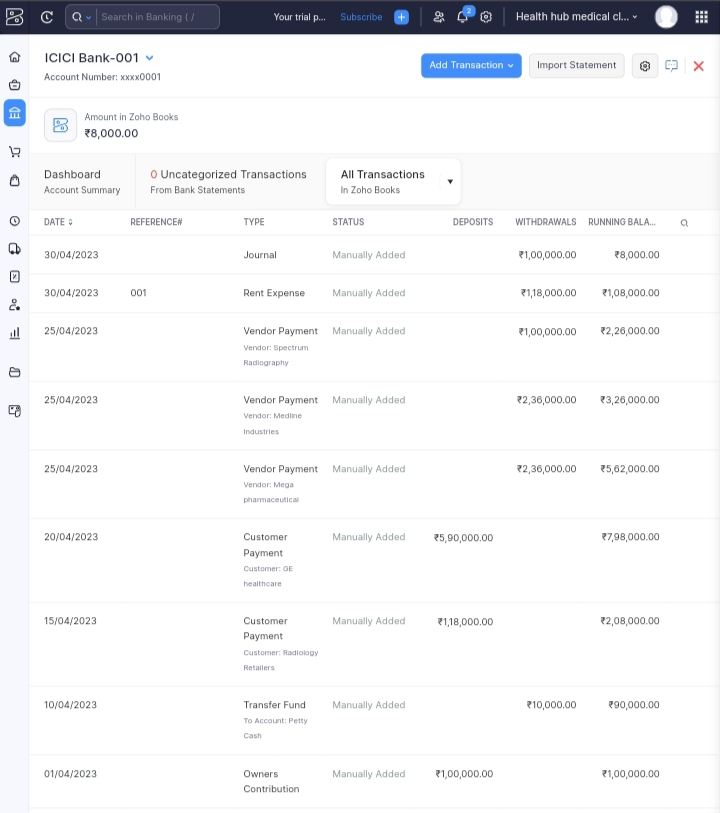 Search in Banking ( /
Your trial p...
Subscribe
2
Health hub medical cl...
ICICI Bank-001
Account Number: xxxx0001
Add Transaction
Import Statement
Amount in Zoho Books
₹8,000.00
Dashboard
Account Summary
0 Uncategorized Transactions
From Bank Statements
All Transactions
In Zoho Books
DATE REFERENCE# TYPE STATUS DEPOSITS WITHDRAWALS RUNNING BALA...
30/04/2023 Journal Manually Added ₹1,00,000.00 ₹8,000.00
30/04/2023 001 Rent Expense Manually Added ₹1,18,000.00 ₹1,08,000.00
25/04/2023 Vendor Payment Manually Added ₹1,00,000.00 ₹2,26,000.00
Vendor: Spectrum
Radiography
25/04/2023 Vendor Payment Manually Added ₹2,36,000.00 ₹3,26,000.00
Vendor: Medline
Industries
25/04/2023 Vendor Payment Manually Added ₹2,36,000.00 ₹5,62,000.00
Vendor: Mega
pharmaceutical
20/04/2023 Customer Manually Added ₹5,90,000.00 ₹7,98,000.00
Payment
Customer: GE
healthcare
15/04/2023 Customer Manually Added ₹1,18,000.00 ₹2,08,000.00
Payment
Customer: Radiology
Retailers
10/04/2023 Transfer Fund Manually Added ₹10,000.00 ₹90,000.00
To Account: Petty
Cash
01/04/2023 Owners Manually Added ₹1,00,000.00 ₹1,00,000.00
Contribution